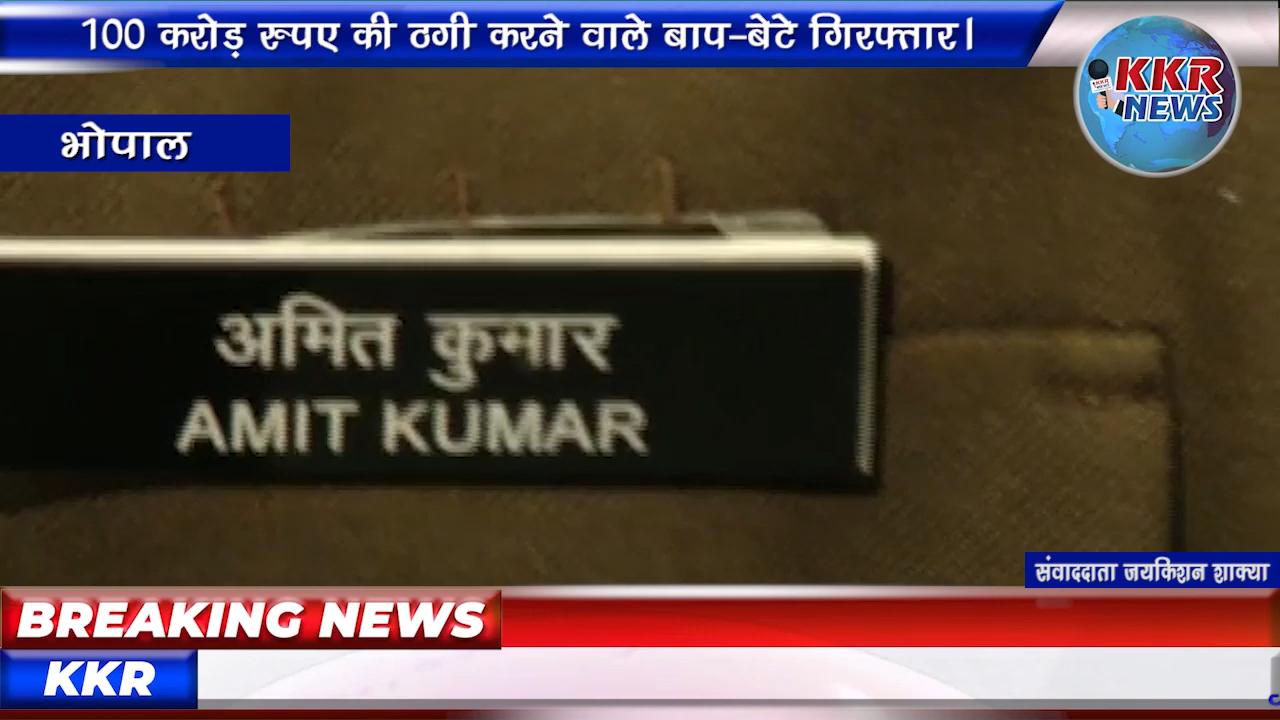 100 करोड़ रूपए की ठगी करने वाले बाप-बेटे गिरफ्तार।
KKR
NEWS
भोपाल
अमित कुमार
AMIT KUMAR
संवाददाता जयकिशन शाक्या
BREAKING NEWS
KKR